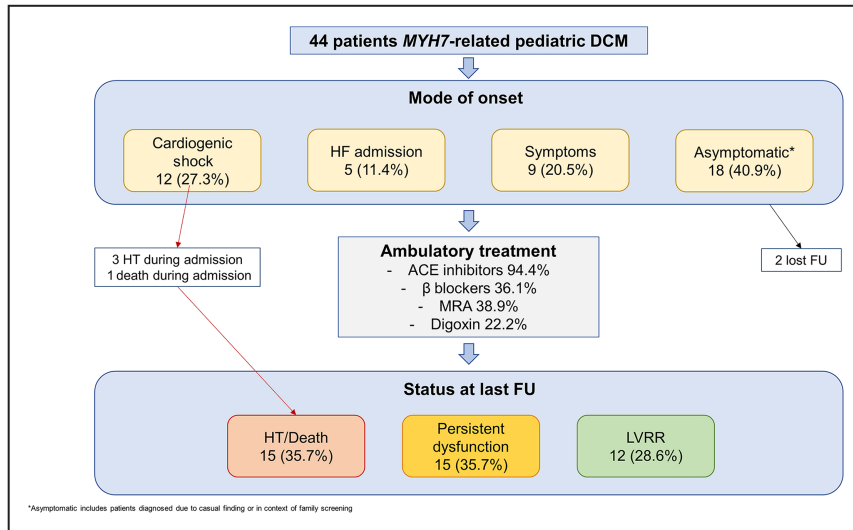 44 patients MYH7-related pediatric DCM
Mode of onset
Cardiogenic
shock
12 (27.3%)
HF admission
5 (11.4%)
Symptoms
9 (20.5%)
Asymptomatic*
18 (40.9%)
3 HT during admission
1 death during admission
Ambulatory treatment
- ACE inhibitors 94.4%
- β blockers 36.1%
- MRA 38.9%
- Digoxin 22.2%
2 lost FU
Status at last FU
HT/Death
15 (35.7%)
Persistent
dysfunction
15 (35.7%)
LVRR
12 (28.6%)
*Asymptomatic includes patients diagnosed due to casual finding or in context of family screening